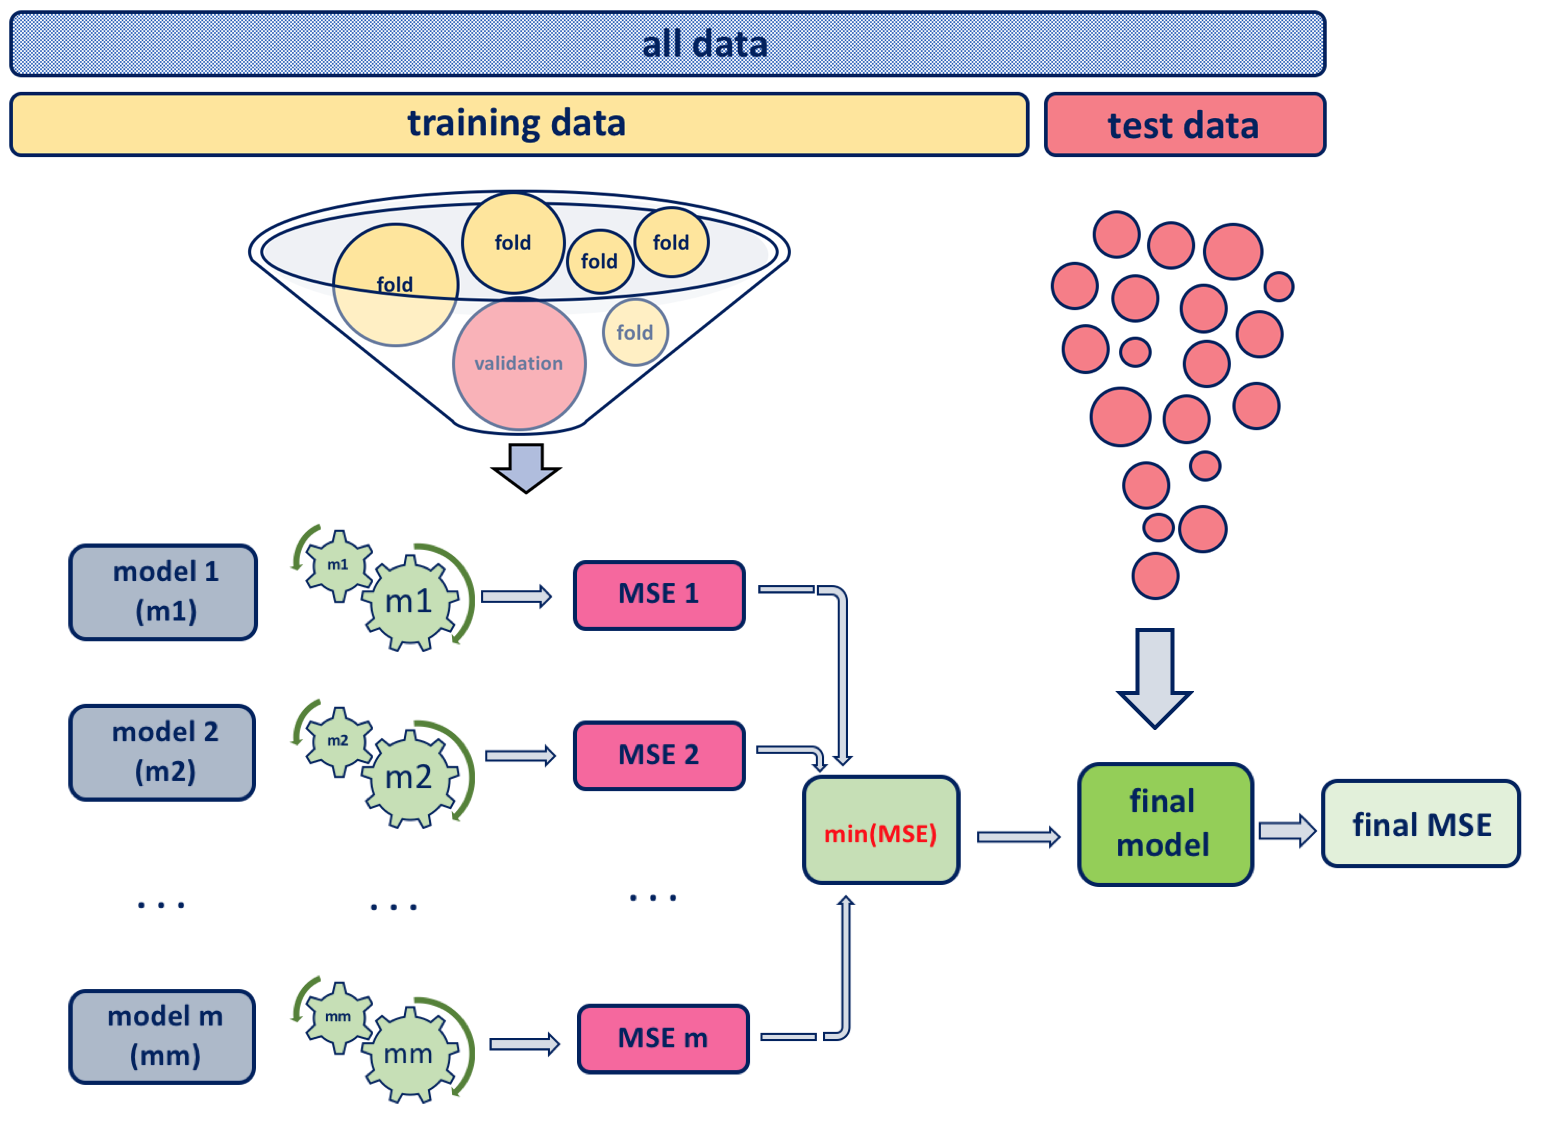 all data
training data
test data
fold
fold
fold
fold
fold
validation
model 1
(m1)
m1
m1
MSE 1
model 2
(m2)
m2
m2
MSE 2
min(MSE)
final
model
final MSE
...
...
...
model m
(mm)
mm
mm
MSE m